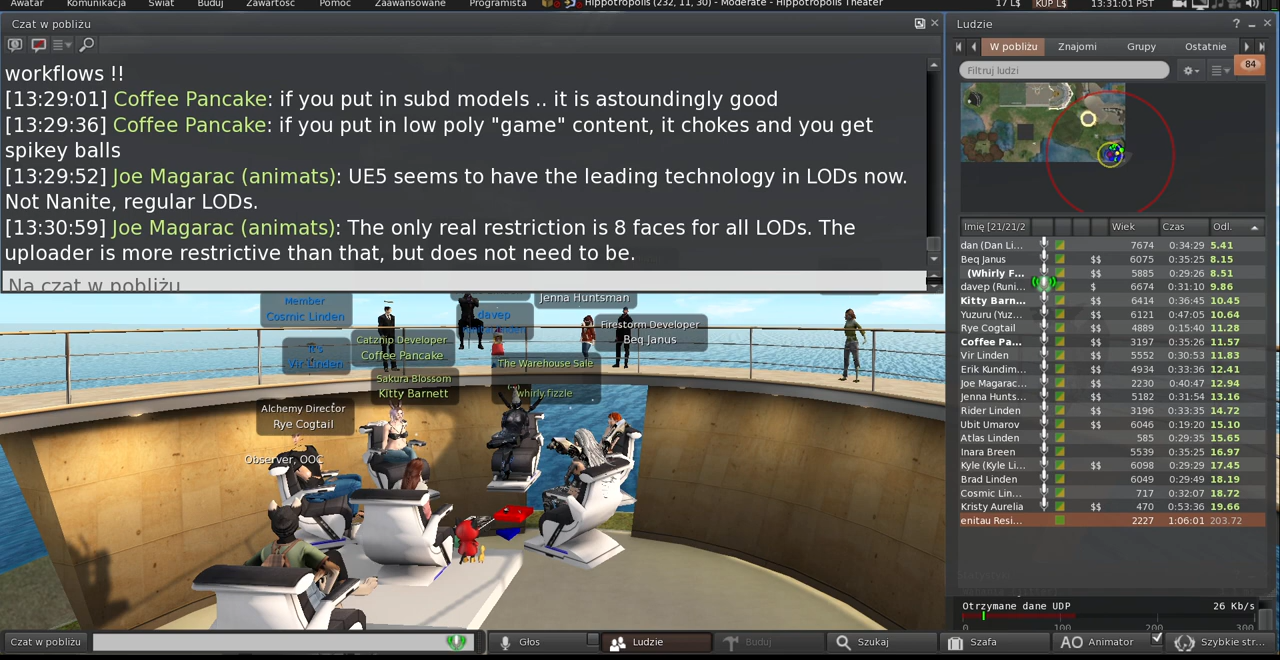 Awatar Komunikacja Świat Buduj Zawartość Pomoc Zaawansowane Programista Hippotropolis (232, 11, 30) - Moderate - Hippotropolis Theater 17 L$ KUP L$ 13:31:01 PST
Czat w pobliżu
workflows !!
[13:29:01] Coffee Pancake: if you put in subd models .. it is astoundingly good
[13:29:36] Coffee Pancake: if you put in low poly "game" content, it chokes and you get
spikey balls
[13:29:52] Joe Magarac (animats): UE5 seems to have the leading technology in LODs now.
Not Nanite, regular LODs.
[13:30:59] Joe Magarac (animats): The only real restriction is 8 faces for all LODs. The
uploader is more restrictive than that, but does not need to be.
Na czat w pobliżu
Member
Cosmic Linden
Jenna Huntsman
davep
Firestorm Developer
Beq Janus
It's
Vir Linden
Catznip Developer
Coffee Pancake
The Warehouse Sale
whirly.fizzle
Sakura Blossom
Kitty Barnett
Alchemy Director
Rye Cogtail
Observer, OOC
Ludzie
W pobliżu Znajomi Grupy Ostatnie
Filtruj ludzi
84
Imię [21/21/2 Wiek Czas Odl.
dan (Dan Li... 7674 0:34:29 5.41
Beq Janus $$ 6075 0:35:25 8.15
(Whirly F... $$ 5885 0:29:26 8.51
davep (Runi... $ 6674 0:31:10 9.86
Kitty Barn... $$ 6414 0:36:45 10.45
Yuzuru (Yuz... $$ 6121 0:47:05 10.64
Rye Cogtail $$ 4889 0:15:40 11.28
Coffee Pa... $$ 3197 0:35:26 11.57
Vir Linden $$ 5552 0:30:53 11.83
Erik Kundim... $$ 4934 0:33:36 12.41
Joe Magarac... $$ 2230 0:40:47 12.94
Jenna Hunts... $$ 5182 0:31:54 13.16
Rider Linden $$ 3196 0:33:35 14.72
Ubit Umarov $$ 6046 0:19:20 15.10
Atlas Linden 585 0:29:35 15.65
Inara Breen 5539 0:35:25 16.97
Kyle (Kyle Li... $$ 6098 0:29:29 17.45
Brad Linden 6049 0:29:49 18.19
Cosmic Lin... 717 0:32:07 18.72
Kristy Aurelia $$ 470 0:53:36 19.66
enitau Resi... 2227 1:06:01 203.72
Otrzymane dane UDP 26 Kb/s
0 100 200 300
Czat w pobliżu Głos Ludzie Buduj Szukaj Szafa AO Animator Szybkie str...